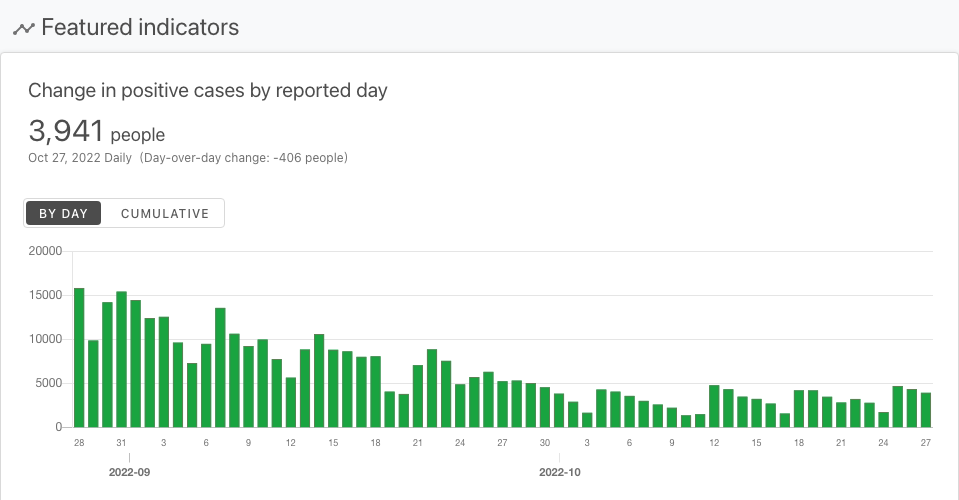 Featured indicators
Change in positive cases by reported day
3,941 people
Oct 27, 2022 Daily (Day-over-day change: -406 people)
BY DAY CUMULATIVE
20000
15000
10000
5000
0
28 31 3 6 9 12 15 18 21 24 27 30 3 6 9 12 15 18 21 24 27
2022-09 2022-10